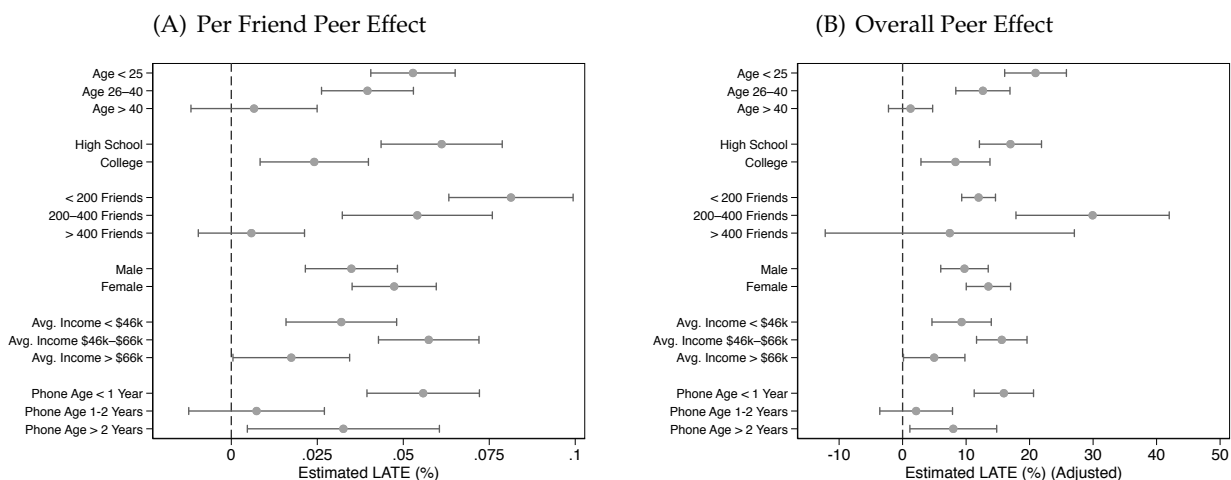 (A) Per Friend Peer Effect
Age < 25
Age 26–40
Age > 40
High School
College
< 200 Friends
200–400 Friends
> 400 Friends
Male
Female
Avg. Income < $46k
Avg. Income $46k–$66k
Avg. Income > $66k
Phone Age < 1 Year
Phone Age 1-2 Years
Phone Age > 2 Years
0 .025 .05 .075 .1
Estimated LATE (%)
(B) Overall Peer Effect
Age < 25
Age 26–40
Age > 40
High School
College
< 200 Friends
200–400 Friends
> 400 Friends
Male
Female
Avg. Income < $46k
Avg. Income $46k–$66k
Avg. Income > $66k
Phone Age < 1 Year
Phone Age 1-2 Years
Phone Age > 2 Years
-10 0 10 20 30 40 50
Estimated LATE (%) (Adjusted)